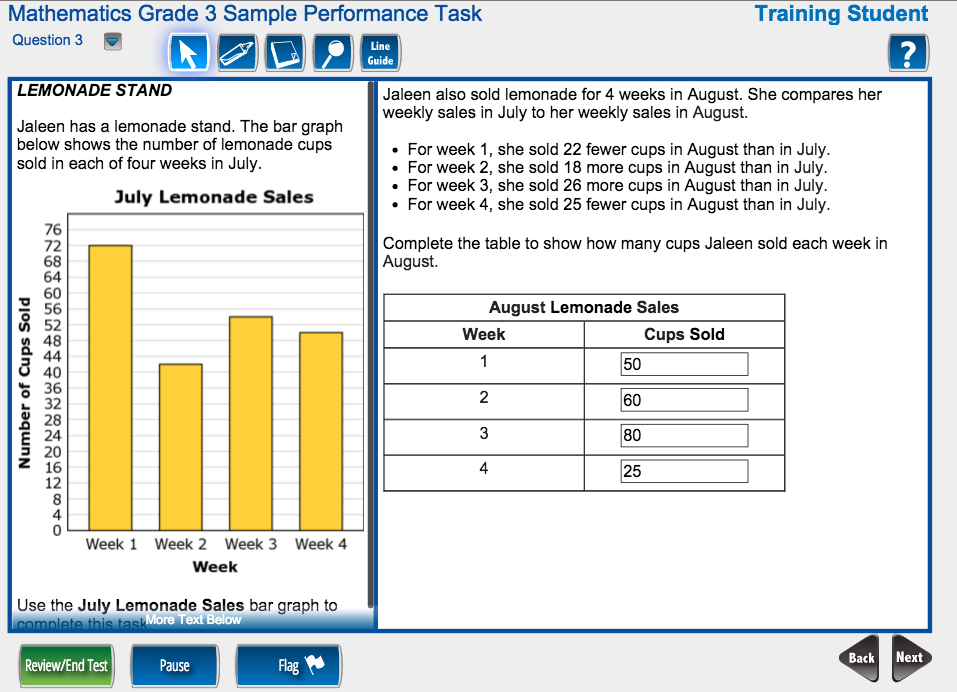 Mathematics Grade 3 Sample Performance Task
Training Student
Question 3
Line
Guide
?
LEMONADE STAND
Jaleen has a lemonade stand. The bar graph
below shows the number of lemonade cups
sold in each of four weeks in July.
July Lemonade Sales
Number of Cups Sold
76
72
68
64
60
56
52
48
44
40
36
32
28
24
20
16
12
8
4
0
Week 1 Week 2 Week 3 Week 4
Week
Use the July Lemonade Sales bar graph to
complete this task
More Text Below
Jaleen also sold lemonade for 4 weeks in August. She compares her
weekly sales in July to her weekly sales in August.
• For week 1, she sold 22 fewer cups in August than in July.
• For week 2, she sold 18 more cups in August than in July.
• For week 3, she sold 26 more cups in August than in July.
• For week 4, she sold 25 fewer cups in August than in July.
Complete the table to show how many cups Jaleen sold each week in
August.
August Lemonade Sales
Week Cups Sold
1 50
2 60
3 80
4 25
Review/End Test
Pause
Flag
Back
Next